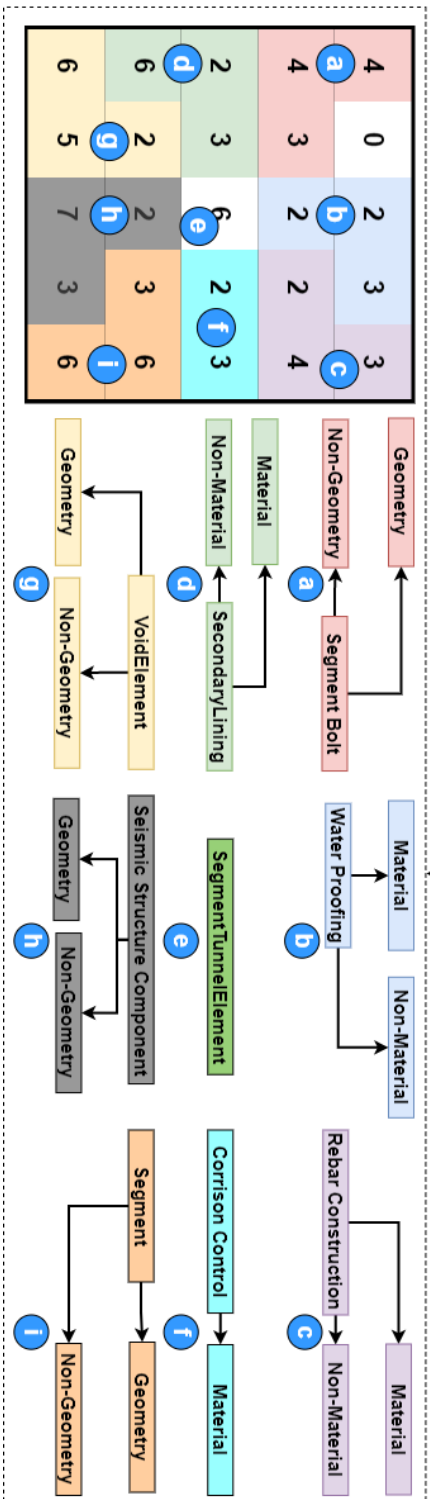 4 0 2 3 3
a b c
4 3 2 2 4
2 3 6 2 3
d e f
6 2 2 3 6
g h i
6 5 7 3 6
Geometry
Non-Geometry
Segment Bolt
a
Material
Non-Material
Water Proofing
b
Material
Rebar Construction
Non-Material
c
Material
Non-Material
SecondaryLining
d
SegmentTunnelElement
e
Corrison Control
Material
f
VoidElement
Geometry
Non-Geometry
g
Seismic Structure Component
Geometry
Non-Geometry
h
Segment
Geometry
Non-Geometry
i